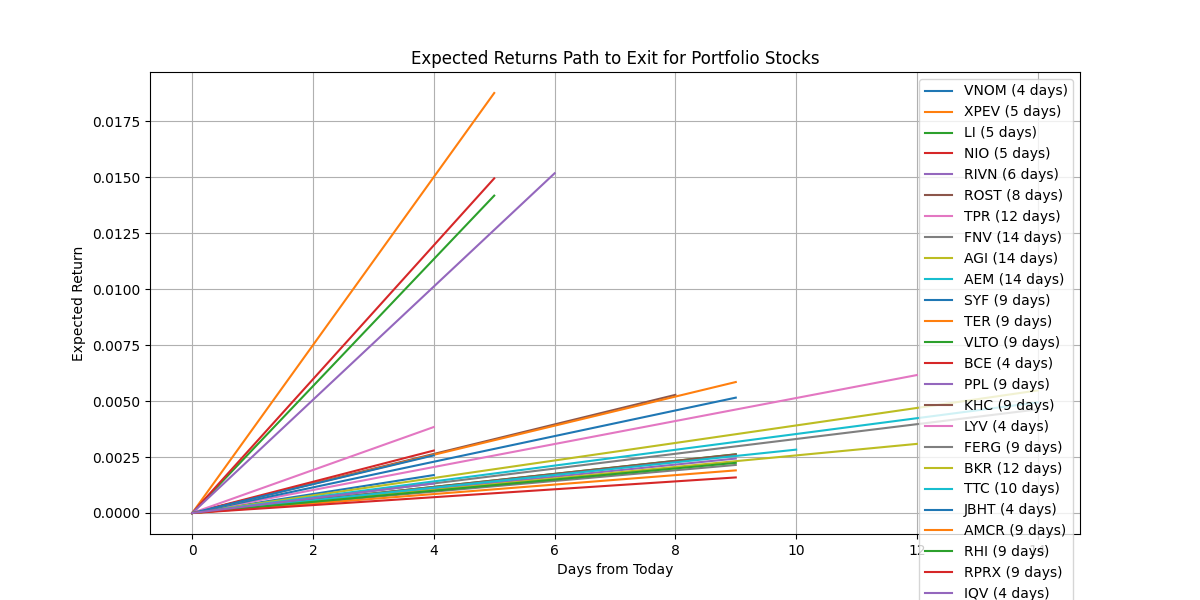 Expected Returns Path to Exit for Portfolio Stocks
Expected Return
0.0175
0.0150
0.0125
0.0100
0.0075
0.0050
0.0025
0.0000
0 2 4 6 8 10 12
Days from Today
VNOM (4 days)
XPEV (5 days)
LI (5 days)
NIO (5 days)
RIVN (6 days)
ROST (8 days)
TPR (12 days)
FNV (14 days)
AGI (14 days)
AEM (14 days)
SYF (9 days)
TER (9 days)
VLTO (9 days)
BCE (4 days)
PPL (9 days)
KHC (9 days)
LYV (4 days)
FERG (9 days)
BKR (12 days)
TTC (10 days)
JBHT (4 days)
AMCR (9 days)
RHI (9 days)
RPRX (9 days)
IQV (4 days)